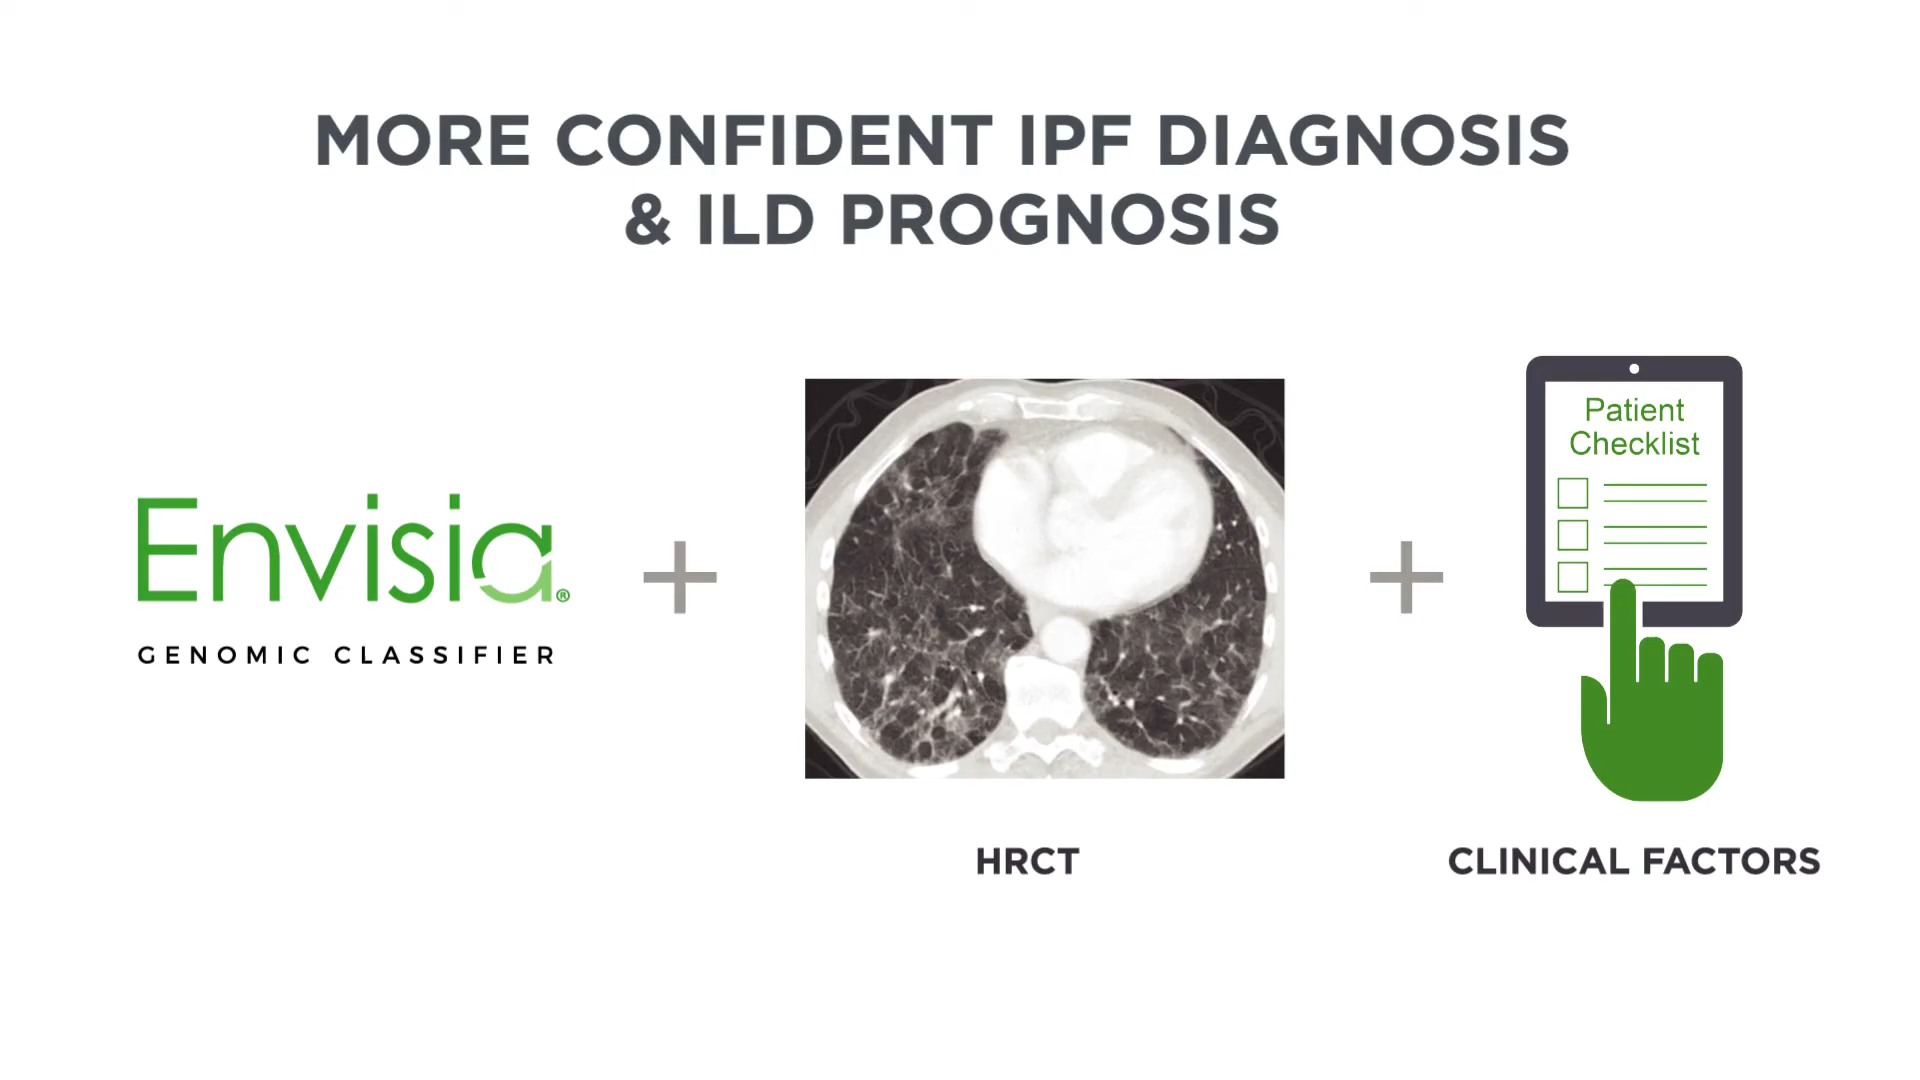 MORE CONFIDENT IPF DIAGNOSIS
& ILD PROGNOSIS
Envisia®
GENOMIC CLASSIFIER
Patient
Checklist
HRCT
CLINICAL FACTORS